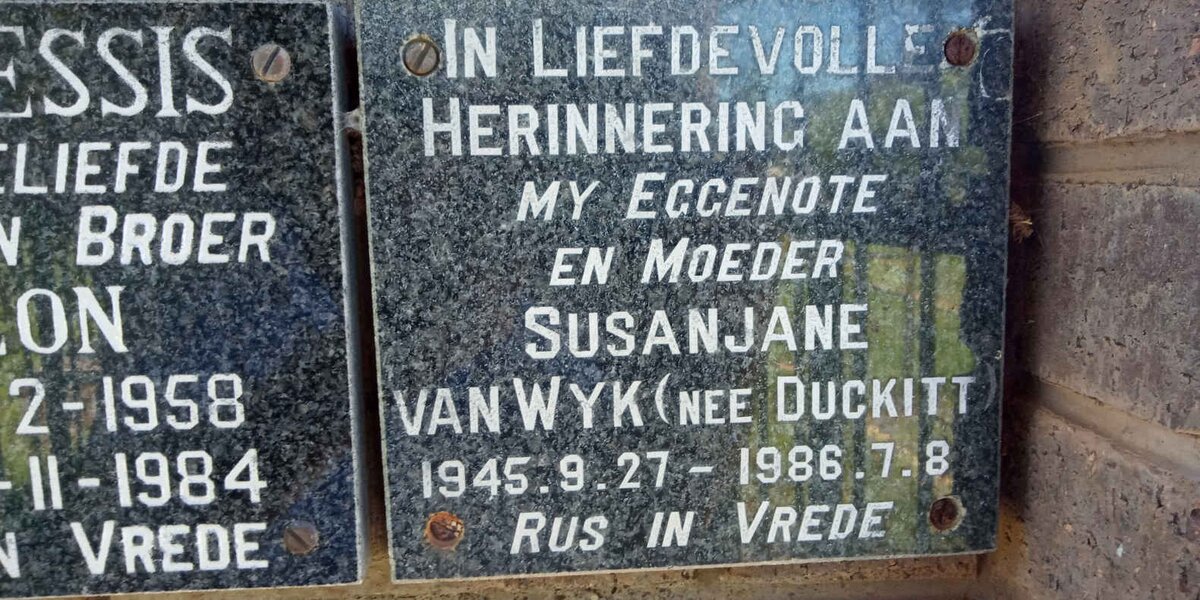 ESSIS
ELIEFDE
N BROER
ON
2-1958
-11-1984
N VREDE
IN LIEFDEVOLLE
HERINNERING AAN
MY EGGENOTE
EN MOEDER
SUSANJANE
VAN WYK (NEE DUCKITT)
1945.9.27 - 1986.7.8
RUS IN VREDE